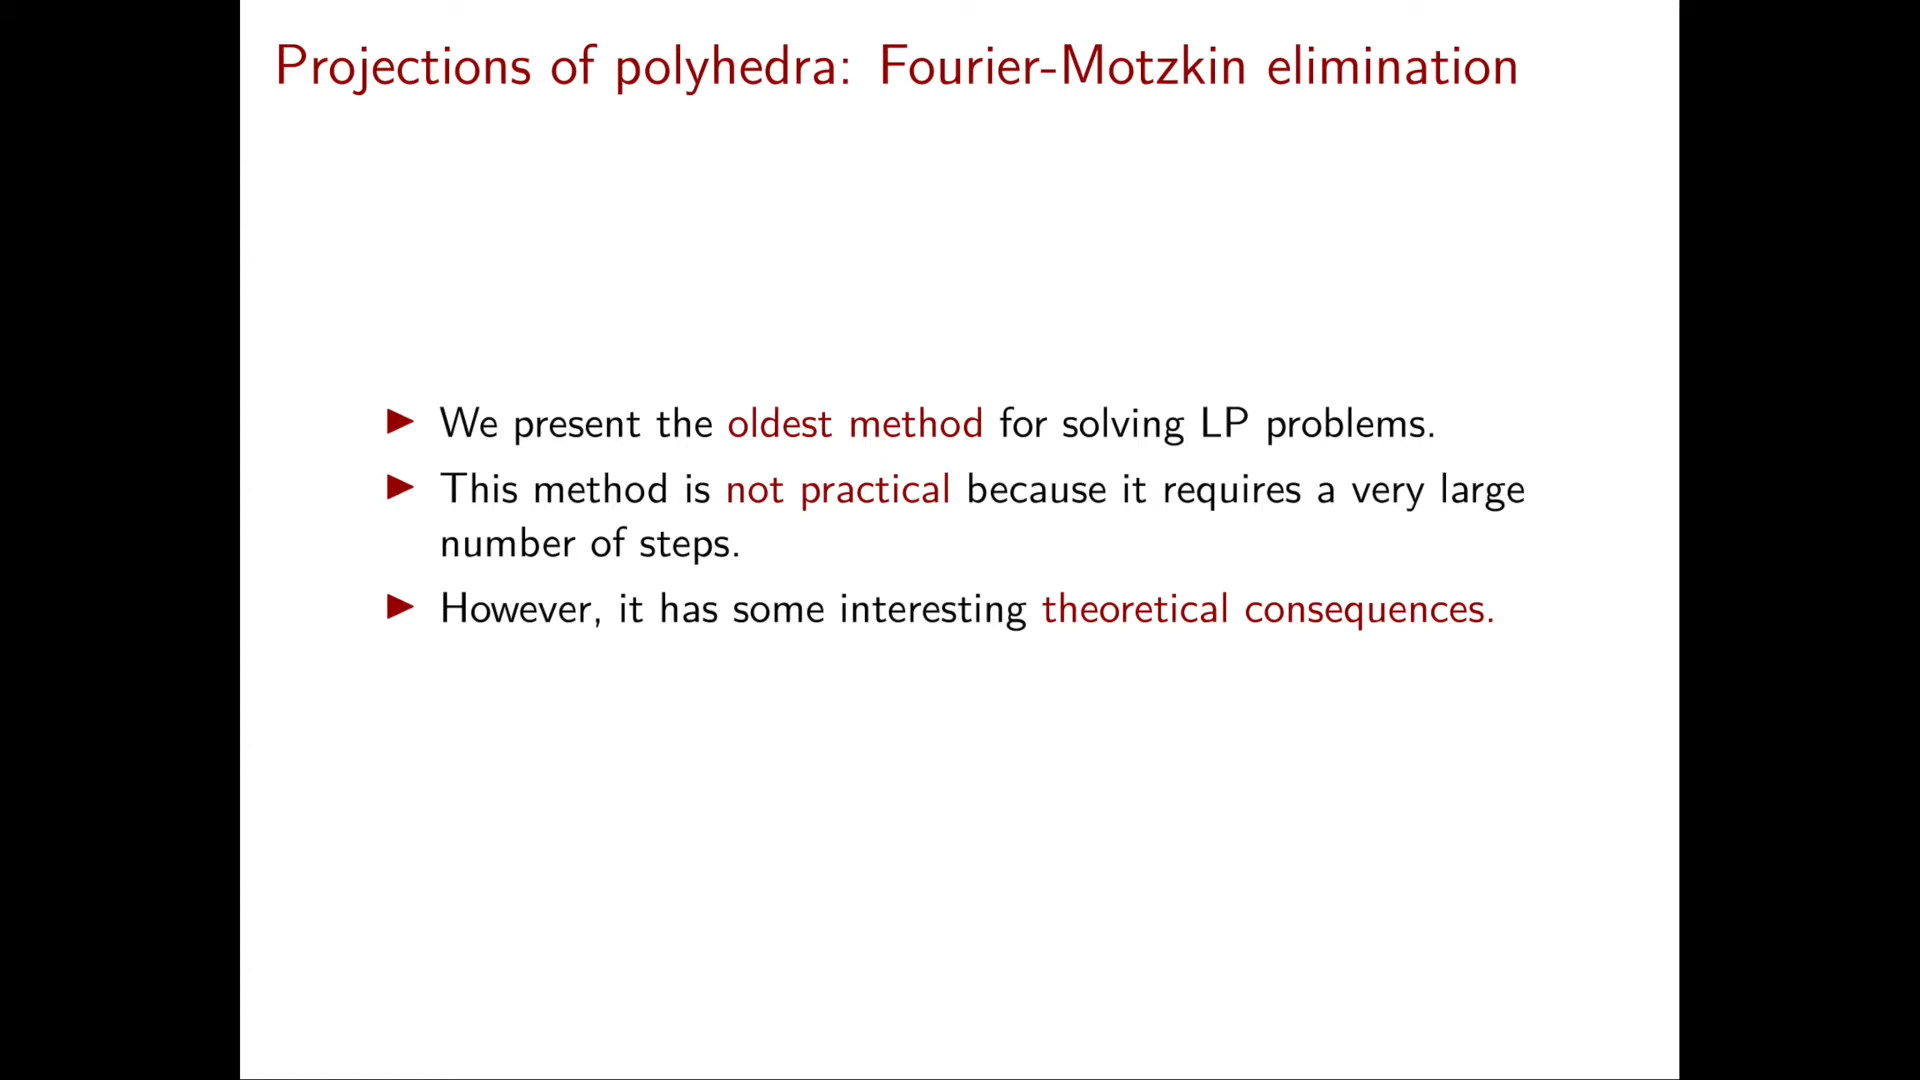 Projections of polyhedra: Fourier-Motzkin elimination
▶ We present the oldest method for solving LP problems.
▶ This method is not practical because it requires a very large
number of steps.
▶ However, it has some interesting theoretical consequences.